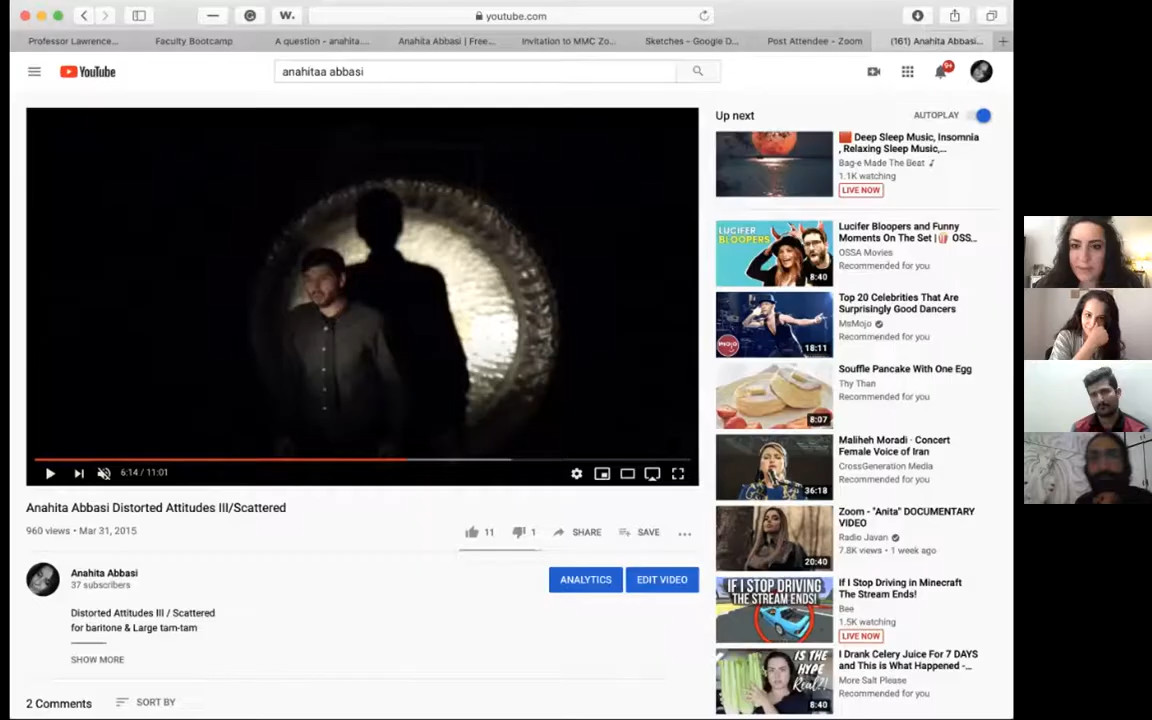 W.
youtube.com
Professor Lawrence...
Faculty Bootcamp
A question - anahita....
Anahita Abbasi | Free...
Invitation to MMC Zo...
Sketches - Google D...
Post Attendee - Zoom
(161) Anahita Abbasi...
YouTube
anahitaa abbasi
9+
Up next
AUTOPLAY
Deep Sleep Music, Insomnia
, Relaxing Sleep Music,...
Bag-e Made The Beat
1.1K watching
LIVE NOW
LUCIFER
BLOOPERS
8:40
Lucifer Bloopers and Funny
Moments On The Set | OSS...
OSSA Movies
Recommended for you
mojo
18:11
Top 20 Celebrities That Are
Surprisingly Good Dancers
MsMojo
Recommended for you
8:07
Souffle Pancake With One Egg
Thy Than
Recommended for you
36:18
Maliheh Moradi · Concert
Female Voice of Iran
CrossGeneration Media
Recommended for you
20:40
Zoom - "Anita" DOCUMENTARY
VIDEO
Radio Javan
7.8K views • 1 week ago
IF I STOP DRIVING
THE STREAM ENDS!
If I Stop Driving in Minecraft
The Stream Ends!
Bee
1.5K watching
LIVE NOW
IS THE
HYPE
Real?!
8:40
I Drank Celery Juice For 7 DAYS
and This is What Happened -...
More Salt Please
Recommended for you
6:14 / 11:01
Anahita Abbasi Distorted Attitudes III/Scattered
960 views • Mar 31, 2015
11
1
SHARE
SAVE
Anahita Abbasi
37 subscribers
ANALYTICS
EDIT VIDEO
Distorted Attitudes III / Scattered
for baritone & Large tam-tam
SHOW MORE
2 Comments
SORT BY